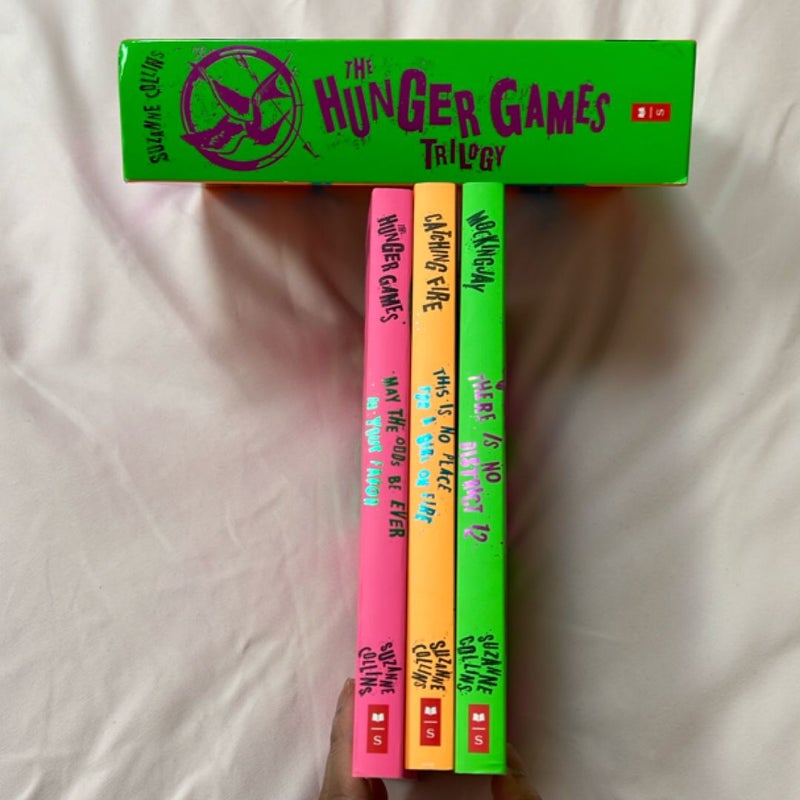 SUZANNE COLLINS
THE
HUNGER GAMES
TRILOGY
S
THE
HUNGER GAMES
MAY THE ODDS BE EVER
IN YOUR FAVOR
SUZANNE
COLLINS
S
CATCHING FIRE
THIS IS NO PLACE
FOR A GIRL ON FIRE
SUZANNE
COLLINS
S
MOCKINGJAY
THERE IS NO
DISTRICT 12
SUZANNE
COLLINS
S